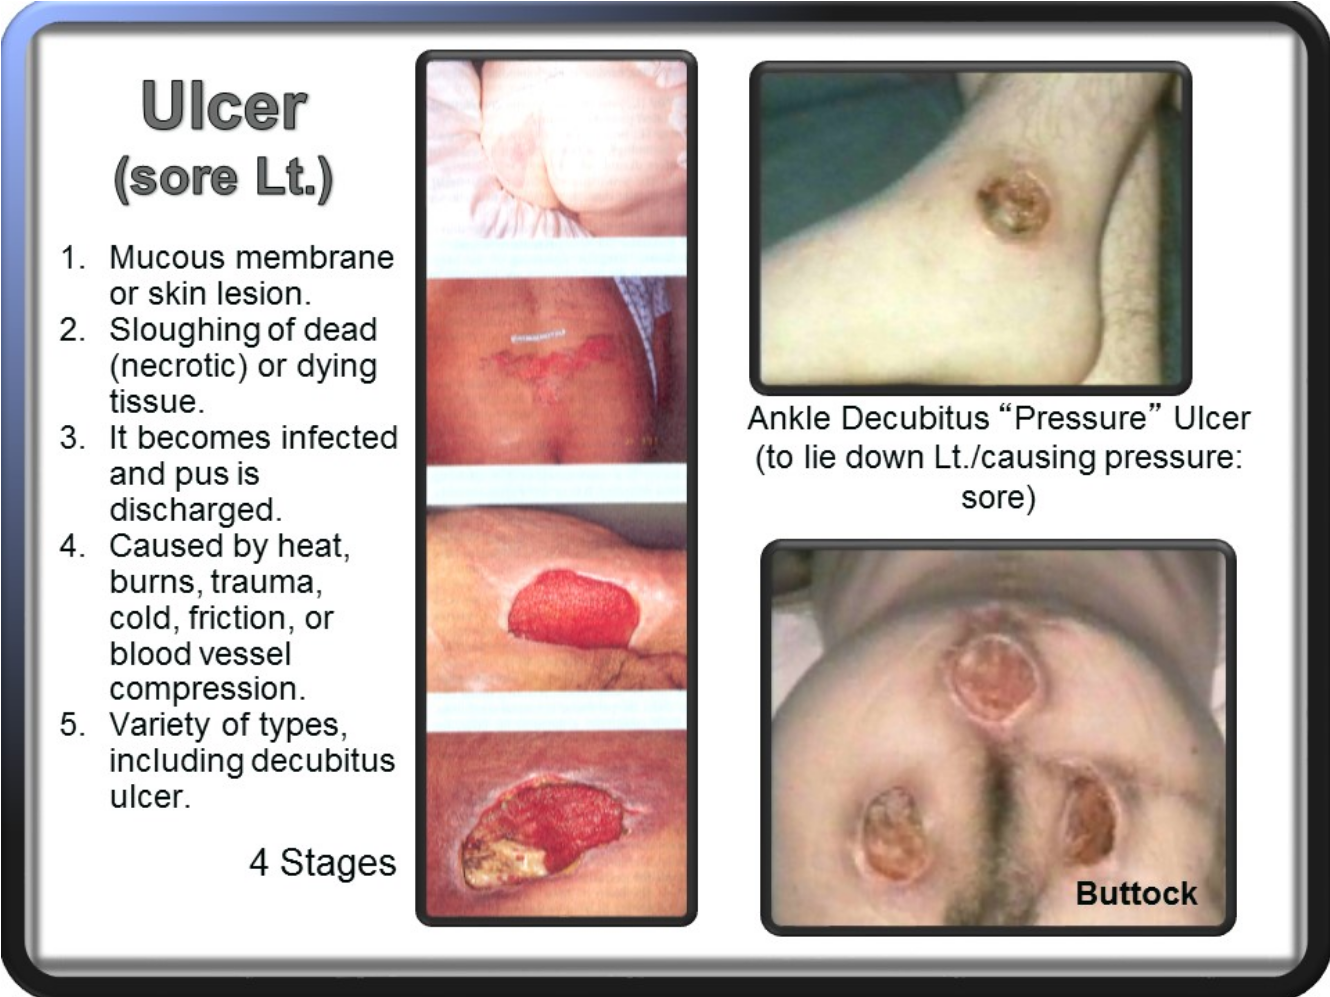 Ulcer
(sore Lt.)
1. Mucous membrane
or skin lesion.
2. Sloughing of dead
(necrotic) or dying
tissue.
3. It becomes infected
and pus is
discharged.
4. Caused by heat,
burns, trauma,
cold, friction, or
blood vessel
compression.
5. Variety of types,
including decubitus
ulcer.
4 Stages
Ankle Decubitus “Pressure” Ulcer
(to lie down Lt./causing pressure:
sore)
Buttock